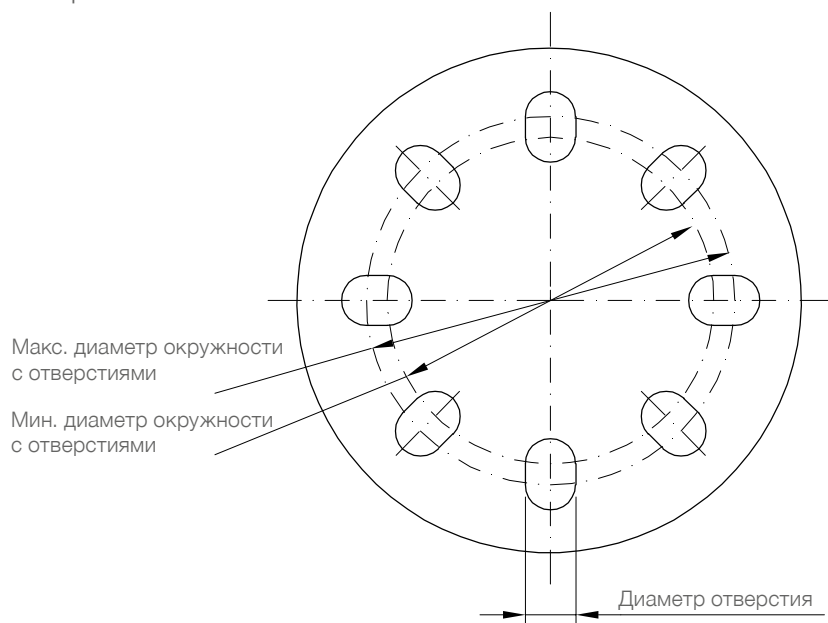 Макс. диаметр окружности
с отверстиями
Мин. диаметр окружности
с отверстиями
Диаметр отверстия